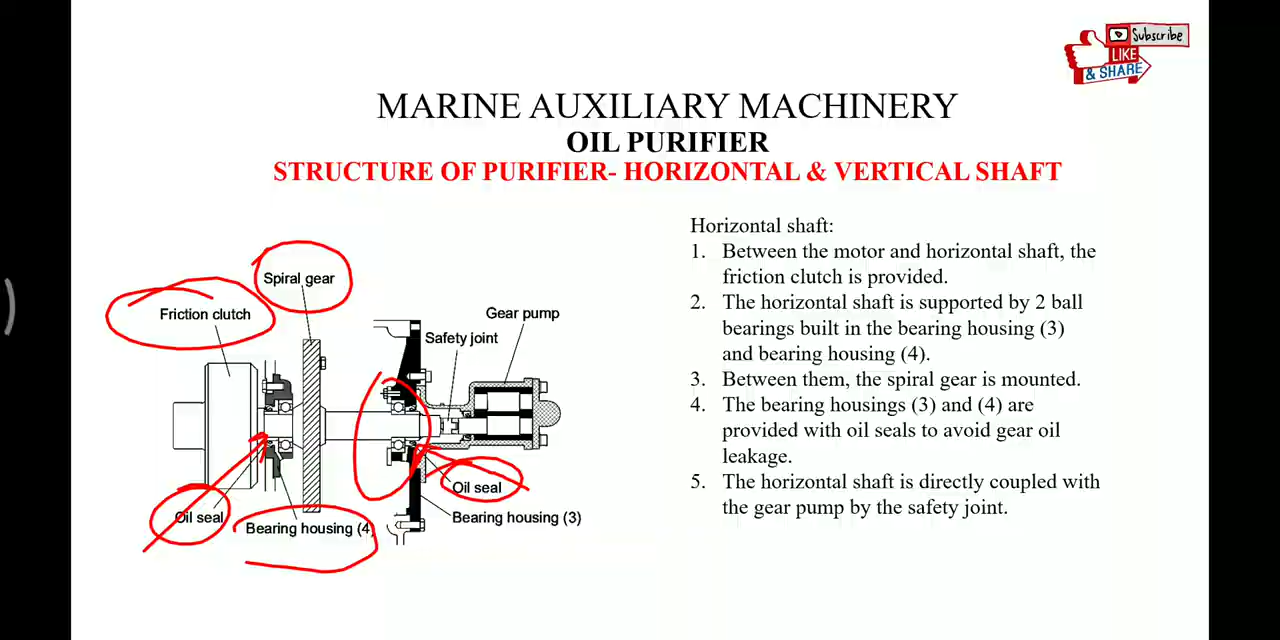 Subscribe
LIKE
& SHARE
MARINE AUXILIARY MACHINERY
OIL PURIFIER
STRUCTURE OF PURIFIER- HORIZONTAL & VERTICAL SHAFT
Spiral gear
Friction clutch
Gear pump
Safety joint
Oil seal
Oil seal
Bearing housing (4)
Bearing housing (3)
Horizontal shaft:
1. Between the motor and horizontal shaft, the
friction clutch is provided.
2. The horizontal shaft is supported by 2 ball
bearings built in the bearing housing (3)
and bearing housing (4).
3. Between them, the spiral gear is mounted.
4. The bearing housings (3) and (4) are
provided with oil seals to avoid gear oil
leakage.
5. The horizontal shaft is directly coupled with
the gear pump by the safety joint.